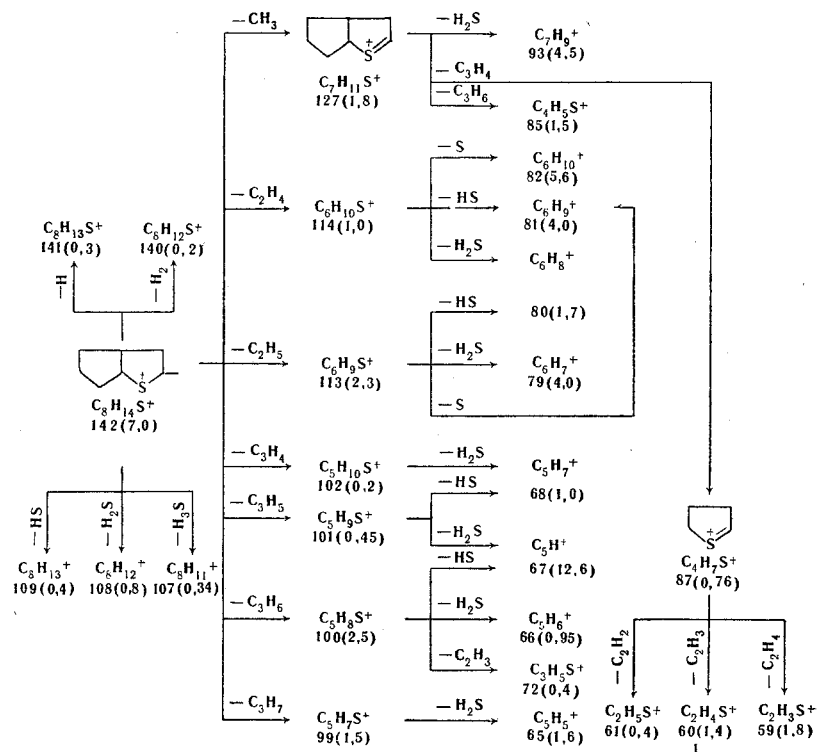 −CH₃
S⁺
C₇H₁₁S⁺
127(1,8)
−H₂S
C₇H₉⁺
93(4,5)
−C₃H₄
−C₃H₆
C₄H₅S⁺
85(1,5)
−C₂H₄
C₆H₁₀S⁺
114(1,0)
−S
C₆H₁₀⁺
82(5,6)
−HS
C₆H₉⁺
81(4,0)
−H₂S
C₆H₈⁺
C₈H₁₃S⁺
141(0,3)
C₈H₁₂S⁺
140(0,2)
−H
−H₂
S⁺
C₈H₁₄S⁺
142(7,0)
−C₂H₅
C₆H₉S⁺
113(2,3)
−HS
80(1,7)
−H₂S
C₆H₇⁺
79(4,0)
−S
−HS
−H₂S
−H₃S
C₈H₁₃⁺
109(0,4)
C₈H₁₂⁺
108(0,8)
C₈H₁₁⁺
107(0,34)
−C₃H₄
C₅H₁₀S⁺
102(0,2)
−H₂S
C₅H₇⁺
−C₃H₅
C₅H₉S⁺
101(0,45)
−HS
68(1,0)
−H₂S
C₅H⁺
67(12,6)
−C₃H₆
C₅H₈S⁺
100(2,5)
−HS
−H₂S
C₅H₆⁺
66(0,95)
−C₂H₃
C₃H₅S⁺
72(0,4)
−C₃H₇
C₅H₇S⁺
99(1,5)
−H₂S
C₅H₅⁺
65(1,6)
S⁺
C₄H₇S⁺
87(0,76)
−C₂H₂
−C₂H₃
−C₂H₄
C₂H₅S⁺
61(0,4)
C₂H₄S⁺
60(1,4)
C₂H₃S⁺
59(1,8)